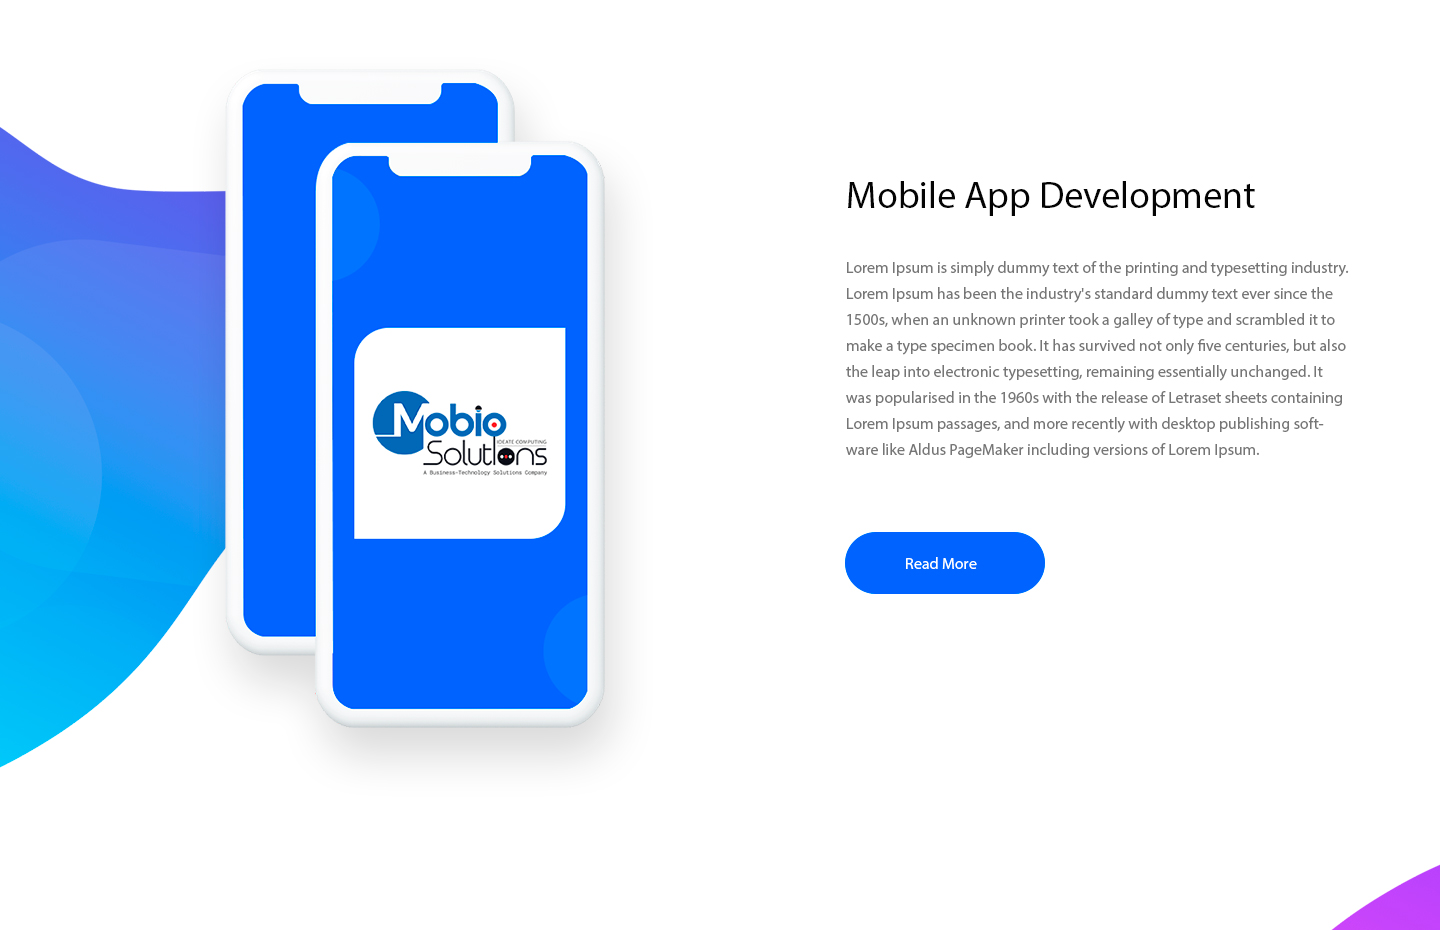 Mobio
IDEATE COMPUTING
Solutions
A Business-Technology Solutions Company
Mobile App Development
Lorem Ipsum is simply dummy text of the printing and typesetting industry.
Lorem Ipsum has been the industry's standard dummy text ever since the
1500s, when an unknown printer took a galley of type and scrambled it to
make a type specimen book. It has survived not only five centuries, but also
the leap into electronic typesetting, remaining essentially unchanged. It
was popularised in the 1960s with the release of Letraset sheets containing
Lorem Ipsum passages, and more recently with desktop publishing soft-
ware like Aldus PageMaker including versions of Lorem Ipsum.
Read More